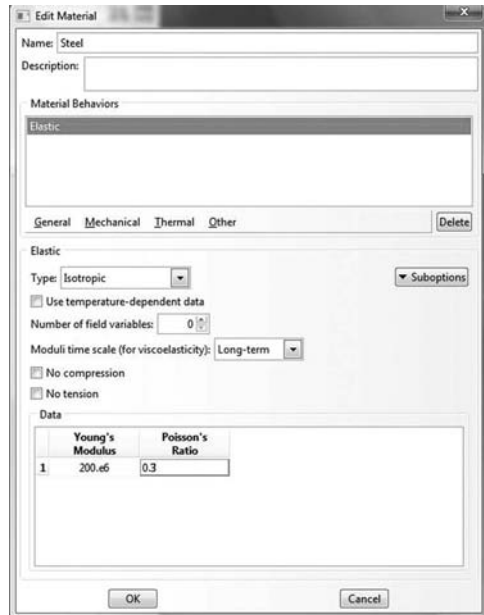 Edit Material
Name: Steel
Description:
Material Behaviors
Elastic
General Mechanical Thermal Other Delete
Elastic
Type: Isotropic Suboptions
Use temperature-dependent data
Number of field variables: 0
Moduli time scale (for viscoelasticity): Long-term
No compression
No tension
Data
Young's Poisson's
Modulus Ratio
1 200.e6 0.3
OK Cancel